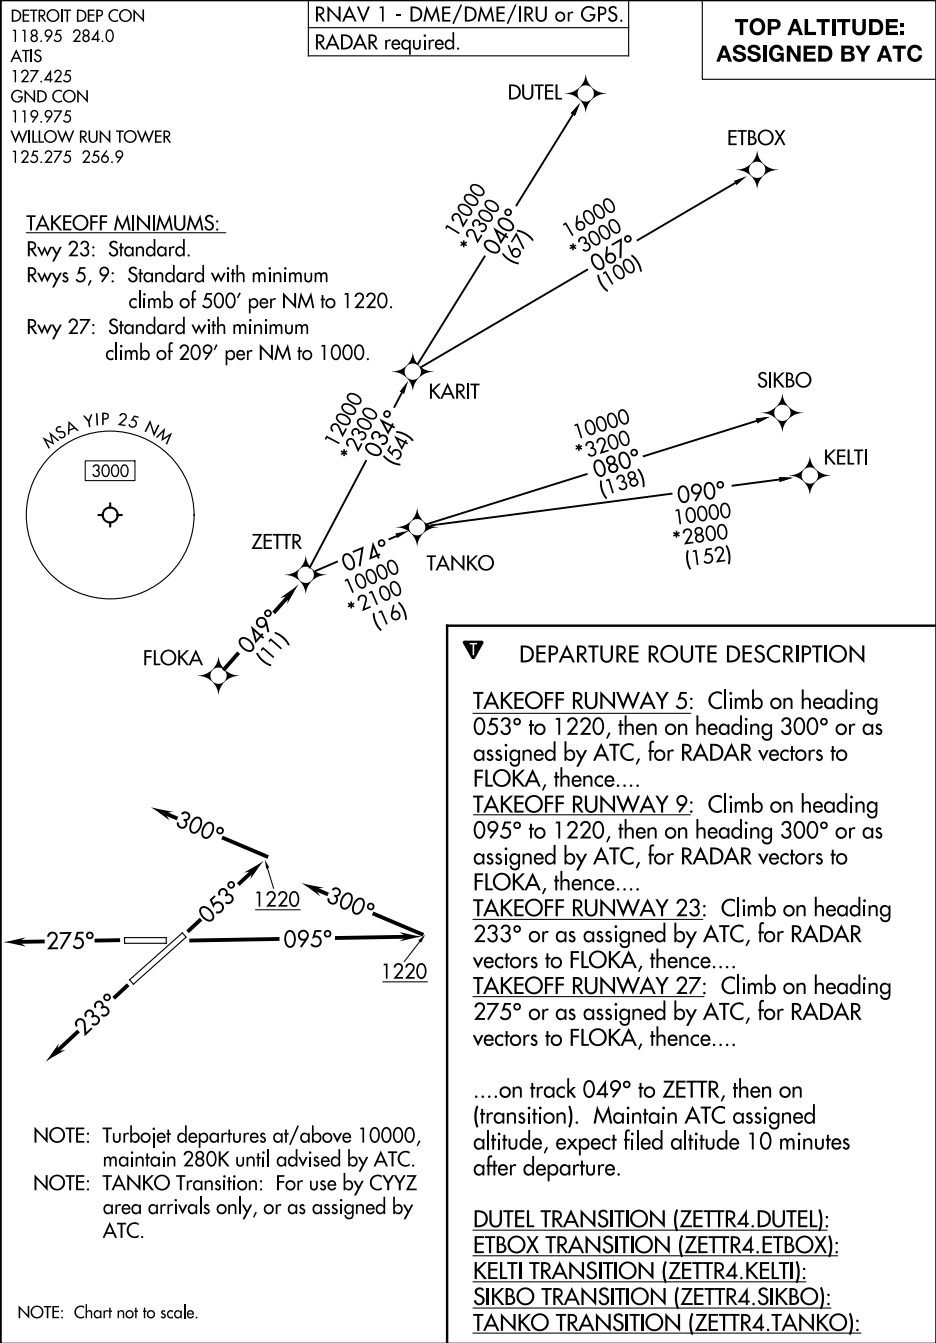 DETROIT DEP CON
118.95 284.0
ATIS
127.425
GND CON
119.975
WILLOW RUN TOWER
125.275 256.9
RNAV 1 - DME/DME/IRU or GPS.
RADAR required.
TOP ALTITUDE:
ASSIGNED BY ATC
TAKEOFF MINIMUMS:
Rwy 23: Standard.
Rwys 5, 9: Standard with minimum
climb of 500′ per NM to 1220.
Rwy 27: Standard with minimum
climb of 209′ per NM to 1000.
MSA YIP 25 NM
3000
DUTEL
ETBOX
12000
*2300
040°
(67)
16000
*3000
067°
(100)
KARIT
12000
*2300
034°
(54)
SIKBO
10000
*3200
080°
(138)
KELTI
090°
10000
*2800
(152)
ZETTR
TANKO
074°
10000
*2100
(16)
FLOKA
049°
(11)
300°
053°
1220
300°
275°
095°
1220
233°
NOTE: Turbojet departures at/above 10000,
maintain 280K until advised by ATC.
NOTE: TANKO Transition: For use by CYYZ
area arrivals only, or as assigned by
ATC.
NOTE: Chart not to scale.
T
DEPARTURE ROUTE DESCRIPTION
TAKEOFF RUNWAY 5: Climb on heading
053° to 1220, then on heading 300° or as
assigned by ATC, for RADAR vectors to
FLOKA, thence....
TAKEOFF RUNWAY 9: Climb on heading
095° to 1220, then on heading 300° or as
assigned by ATC, for RADAR vectors to
FLOKA, thence....
TAKEOFF RUNWAY 23: Climb on heading
233° or as assigned by ATC, for RADAR
vectors to FLOKA, thence....
TAKEOFF RUNWAY 27: Climb on heading
275° or as assigned by ATC, for RADAR
vectors to FLOKA, thence....
....on track 049° to ZETTR, then on
(transition). Maintain ATC assigned
altitude, expect filed altitude 10 minutes
after departure.
DUTEL TRANSITION (ZETTR4.DUTEL):
ETBOX TRANSITION (ZETTR4.ETBOX):
KELTI TRANSITION (ZETTR4.KELTI):
SIKBO TRANSITION (ZETTR4.SIKBO):
TANKO TRANSITION (ZETTR4.TANKO):